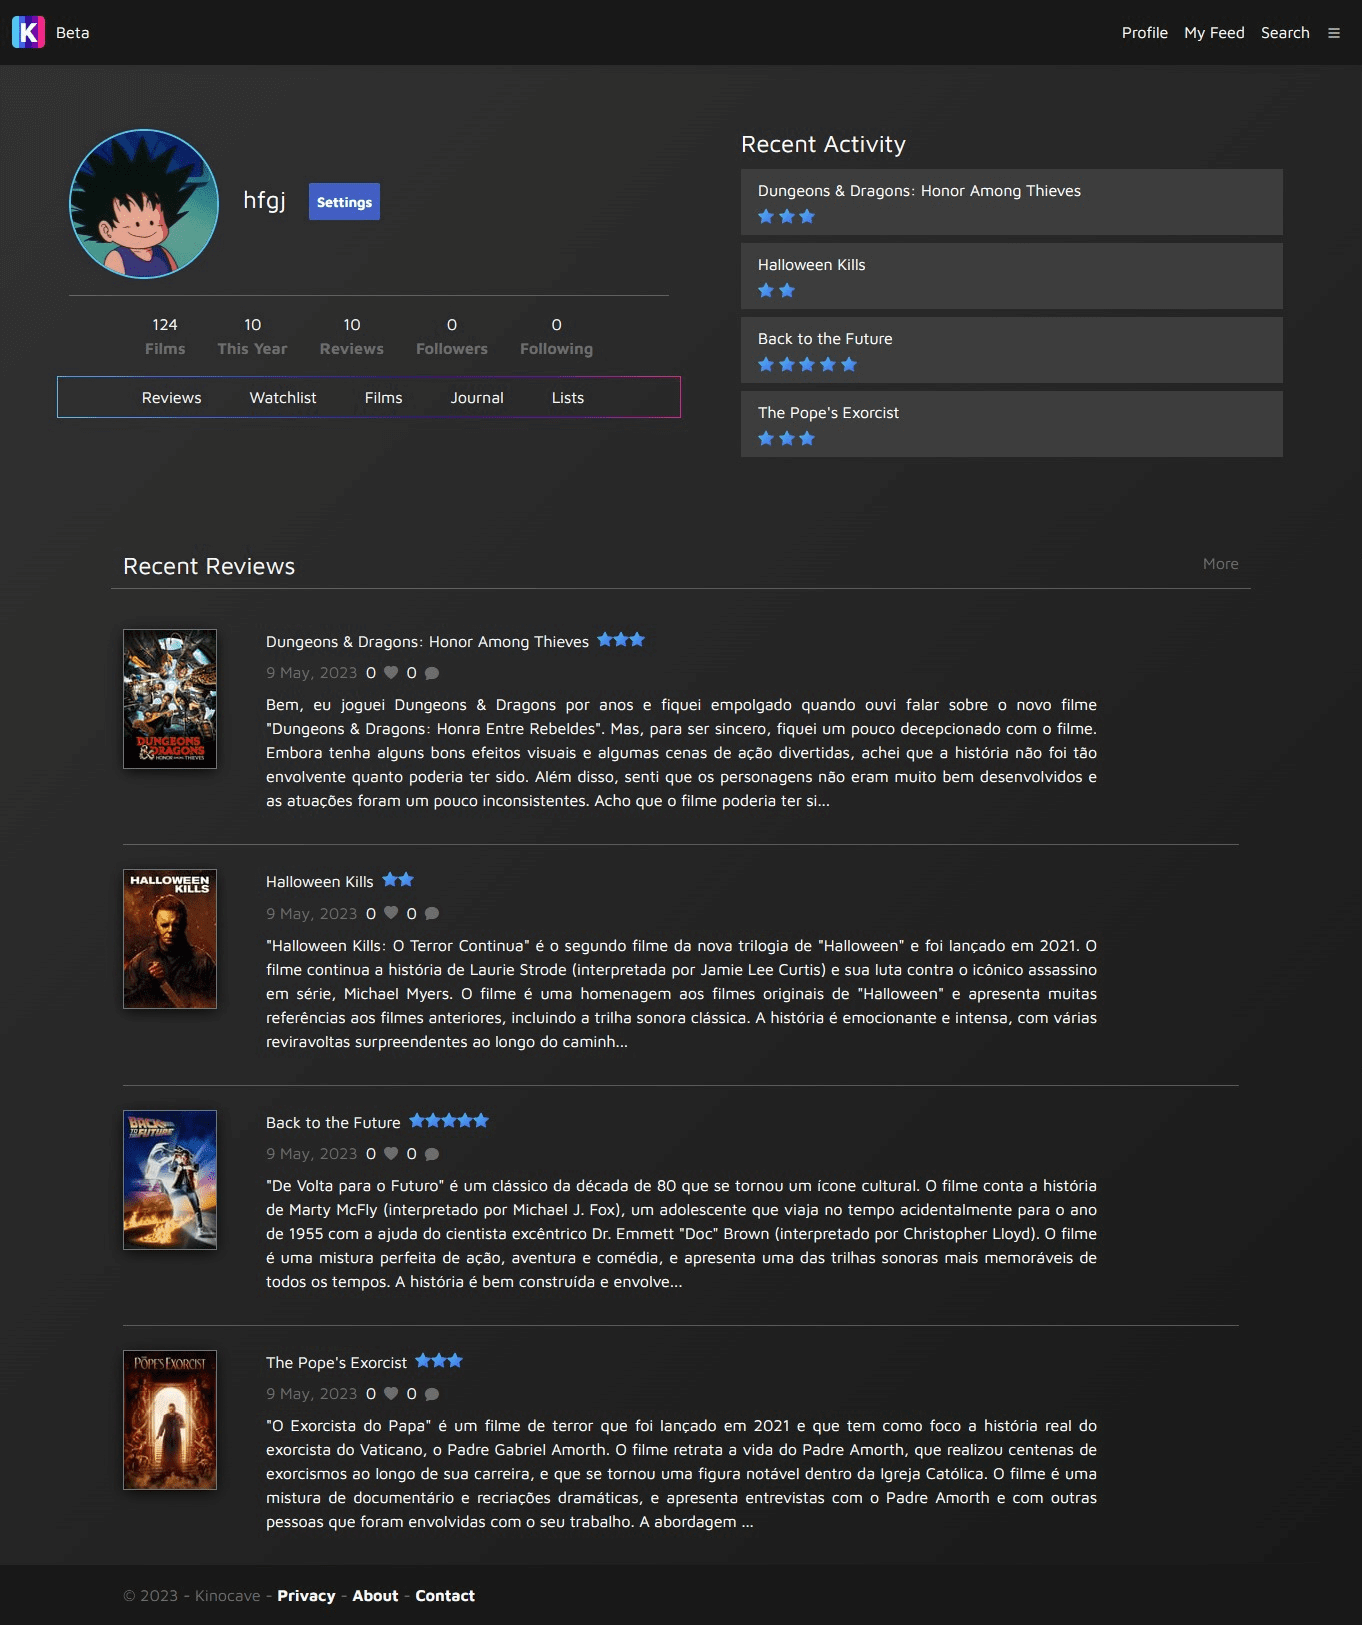 K Beta
Profile My Feed Search
hfgj Settings
124 10 10 0 0
Films This Year Reviews Followers Following
Reviews Watchlist Films Journal Lists
Recent Activity
Dungeons & Dragons: Honor Among Thieves
Halloween Kills
Back to the Future
The Pope's Exorcist
Recent Reviews More
DUNGEONS
& DRAGONS
HONOR AMONG THIEVES
Dungeons & Dragons: Honor Among Thieves
9 May, 2023 0 0
Bem, eu joguei Dungeons & Dragons por anos e fiquei empolgado quando ouvi falar sobre o novo filme
"Dungeons & Dragons: Honra Entre Rebeldes". Mas, para ser sincero, fiquei um pouco decepcionado com o filme.
Embora tenha alguns bons efeitos visuais e algumas cenas de ação divertidas, achei que a história não foi tão
envolvente quanto poderia ter sido. Além disso, senti que os personagens não eram muito bem desenvolvidos e
as atuações foram um pouco inconsistentes. Acho que o filme poderia ter si...
HALLOWEEN
KILLS
Halloween Kills
9 May, 2023 0 0
"Halloween Kills: O Terror Continua" é o segundo filme da nova trilogia de "Halloween" e foi lançado em 2021. O
filme continua a história de Laurie Strode (interpretada por Jamie Lee Curtis) e sua luta contra o icônico assassino
em série, Michael Myers. O filme é uma homenagem aos filmes originais de "Halloween" e apresenta muitas
referências aos filmes anteriores, incluindo a trilha sonora clássica. A história é emocionante e intensa, com várias
reviravoltas surpreendentes ao longo do caminh...
BACK
TO THE FUTURE
Back to the Future
9 May, 2023 0 0
"De Volta para o Futuro" é um clássico da década de 80 que se tornou um ícone cultural. O filme conta a história
de Marty McFly (interpretado por Michael J. Fox), um adolescente que viaja no tempo acidentalmente para o ano
de 1955 com a ajuda do cientista excêntrico Dr. Emmett "Doc" Brown (interpretado por Christopher Lloyd). O filme
é uma mistura perfeita de ação, aventura e comédia, e apresenta uma das trilhas sonoras mais memoráveis de
todos os tempos. A história é bem construída e envolve...
THE POPE'S EXORCIST
The Pope's Exorcist
9 May, 2023 0 0
"O Exorcista do Papa" é um filme de terror que foi lançado em 2021 e que tem como foco a história real do
exorcista do Vaticano, o Padre Gabriel Amorth. O filme retrata a vida do Padre Amorth, que realizou centenas de
exorcismos ao longo de sua carreira, e que se tornou uma figura notável dentro da Igreja Católica. O filme é uma
mistura de documentário e recriações dramáticas, e apresenta entrevistas com o Padre Amorth e com outras
pessoas que foram envolvidas com o seu trabalho. A abordagem ...
© 2023 - Kinocave - Privacy - About - Contact